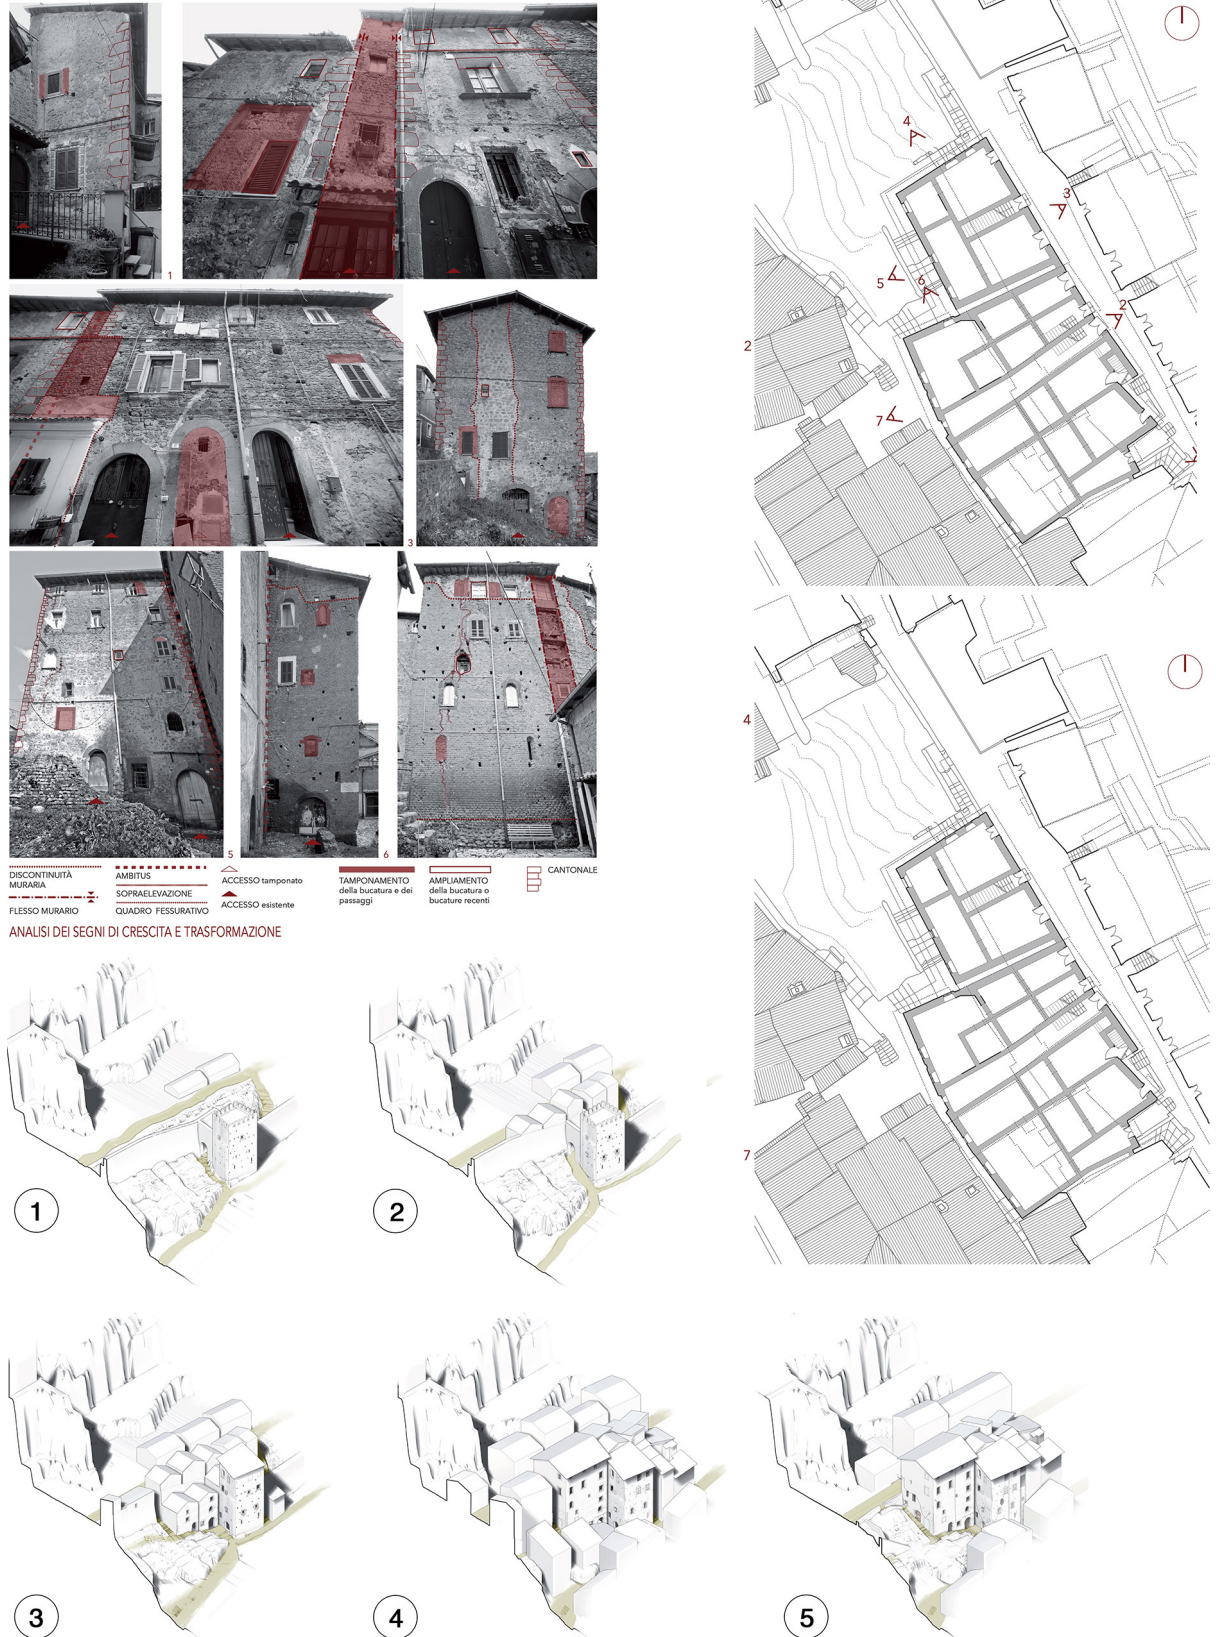 1
2
3
4
5
6
7
DISCONTINUITÀ
MURARIA
FLESSO MURARIO
AMBITUS
SOPRAELEVAZIONE
QUADRO FESSURATIVO
ACCESSO tamponato
ACCESSO esistente
TAMPONAMENTO
della bucatura e dei
passaggi
AMPLIAMENTO
della bucatura o
bucature recenti
CANTONALE
ANALISI DEI SEGNI DI CRESCITA E TRASFORMAZIONE
4
3
5
6
2
7
1
2
3
4
5